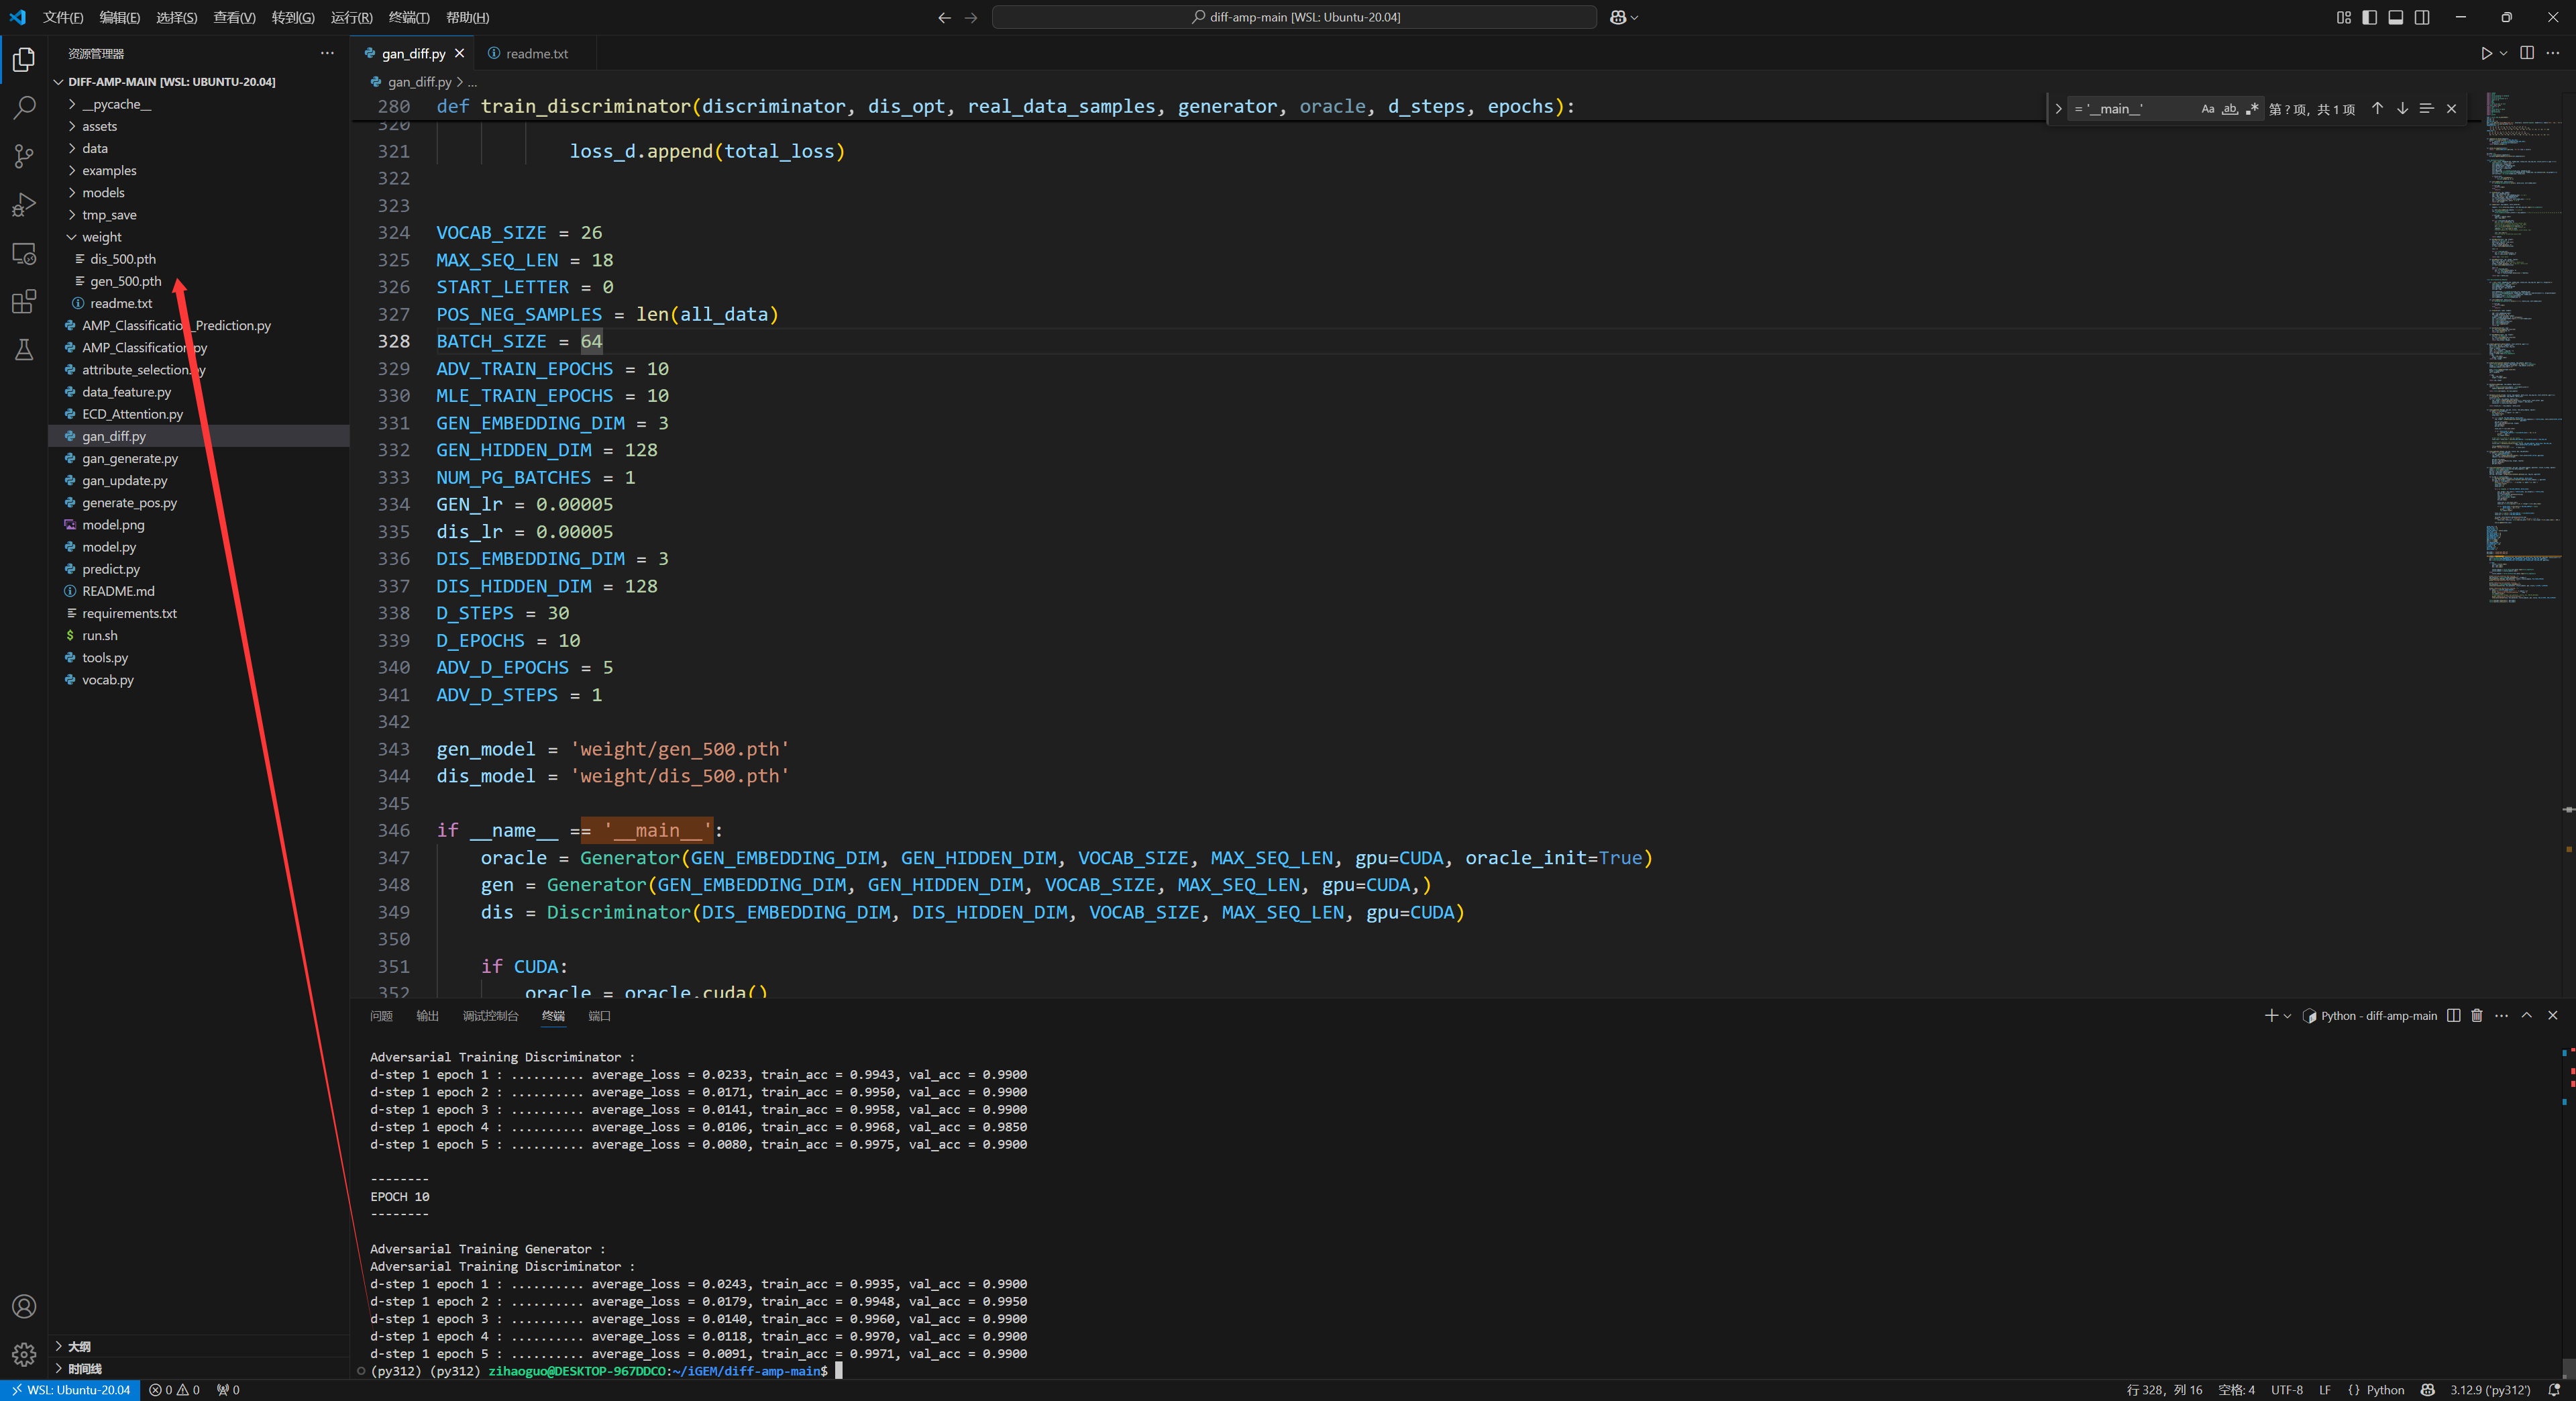 文件(F) 编辑(E) 选择(S) 查看(V) 转到(G) 运行(R) 终端(T) 帮助(H)
diff-amp-main [WSL: Ubuntu-20.04]
资源管理器
DIFF-AMP-MAIN [WSL: UBUNTU-20.04]
__pycache__
assets
data
examples
models
tmp_save
weight
dis_500.pth
gen_500.pth
readme.txt
AMP_Classification_Prediction.py
AMP_Classification.py
attribute_selection.py
data_feature.py
ECD_Attention.py
gan_diff.py
gan_generate.py
gan_update.py
generate_pos.py
model.png
model.py
predict.py
README.md
requirements.txt
run.sh
tools.py
vocab.py
大纲
时间线
gan_diff.py readme.txt
gan_diff.py > ...
= '__main__' Aa ab 第 ? 项, 共 1 项
280 def train_discriminator(discriminator, dis_opt, real_data_samples, generator, oracle, d_steps, epochs):
320
321 loss_d.append(total_loss)
322
323
324 VOCAB_SIZE = 26
325 MAX_SEQ_LEN = 18
326 START_LETTER = 0
327 POS_NEG_SAMPLES = len(all_data)
328 BATCH_SIZE = 64
329 ADV_TRAIN_EPOCHS = 10
330 MLE_TRAIN_EPOCHS = 10
331 GEN_EMBEDDING_DIM = 3
332 GEN_HIDDEN_DIM = 128
333 NUM_PG_BATCHES = 1
334 GEN_lr = 0.00005
335 dis_lr = 0.00005
336 DIS_EMBEDDING_DIM = 3
337 DIS_HIDDEN_DIM = 128
338 D_STEPS = 30
339 D_EPOCHS = 10
340 ADV_D_EPOCHS = 5
341 ADV_D_STEPS = 1
342
343 gen_model = 'weight/gen_500.pth'
344 dis_model = 'weight/dis_500.pth'
345
346 if __name__ == '__main__':
347 oracle = Generator(GEN_EMBEDDING_DIM, GEN_HIDDEN_DIM, VOCAB_SIZE, MAX_SEQ_LEN, gpu=CUDA, oracle_init=True)
348 gen = Generator(GEN_EMBEDDING_DIM, GEN_HIDDEN_DIM, VOCAB_SIZE, MAX_SEQ_LEN, gpu=CUDA,)
349 dis = Discriminator(DIS_EMBEDDING_DIM, DIS_HIDDEN_DIM, VOCAB_SIZE, MAX_SEQ_LEN, gpu=CUDA)
350
351 if CUDA:
352 oracle = oracle.cuda()
问题 输出 调试控制台 终端 端口
Python - diff-amp-main
Adversarial Training Discriminator :
d-step 1 epoch 1 : .......... average_loss = 0.0233, train_acc = 0.9943, val_acc = 0.9900
d-step 1 epoch 2 : .......... average_loss = 0.0171, train_acc = 0.9950, val_acc = 0.9900
d-step 1 epoch 3 : .......... average_loss = 0.0141, train_acc = 0.9958, val_acc = 0.9900
d-step 1 epoch 4 : .......... average_loss = 0.0106, train_acc = 0.9968, val_acc = 0.9850
d-step 1 epoch 5 : .......... average_loss = 0.0080, train_acc = 0.9975, val_acc = 0.9900
--------
EPOCH 10
--------
Adversarial Training Generator :
Adversarial Training Discriminator :
d-step 1 epoch 1 : .......... average_loss = 0.0243, train_acc = 0.9935, val_acc = 0.9900
d-step 1 epoch 2 : .......... average_loss = 0.0179, train_acc = 0.9948, val_acc = 0.9950
d-step 1 epoch 3 : .......... average_loss = 0.0140, train_acc = 0.9960, val_acc = 0.9900
d-step 1 epoch 4 : .......... average_loss = 0.0118, train_acc = 0.9970, val_acc = 0.9900
d-step 1 epoch 5 : .......... average_loss = 0.0091, train_acc = 0.9971, val_acc = 0.9900
(py312) (py312) zihaoguo@DESKTOP-967DDCO:~/iGEM/diff-amp-main$
WSL: Ubuntu-20.04 0 0 0 行 328, 列 16 空格: 4 UTF-8 LF {} Python 3.12.9 ('py312')